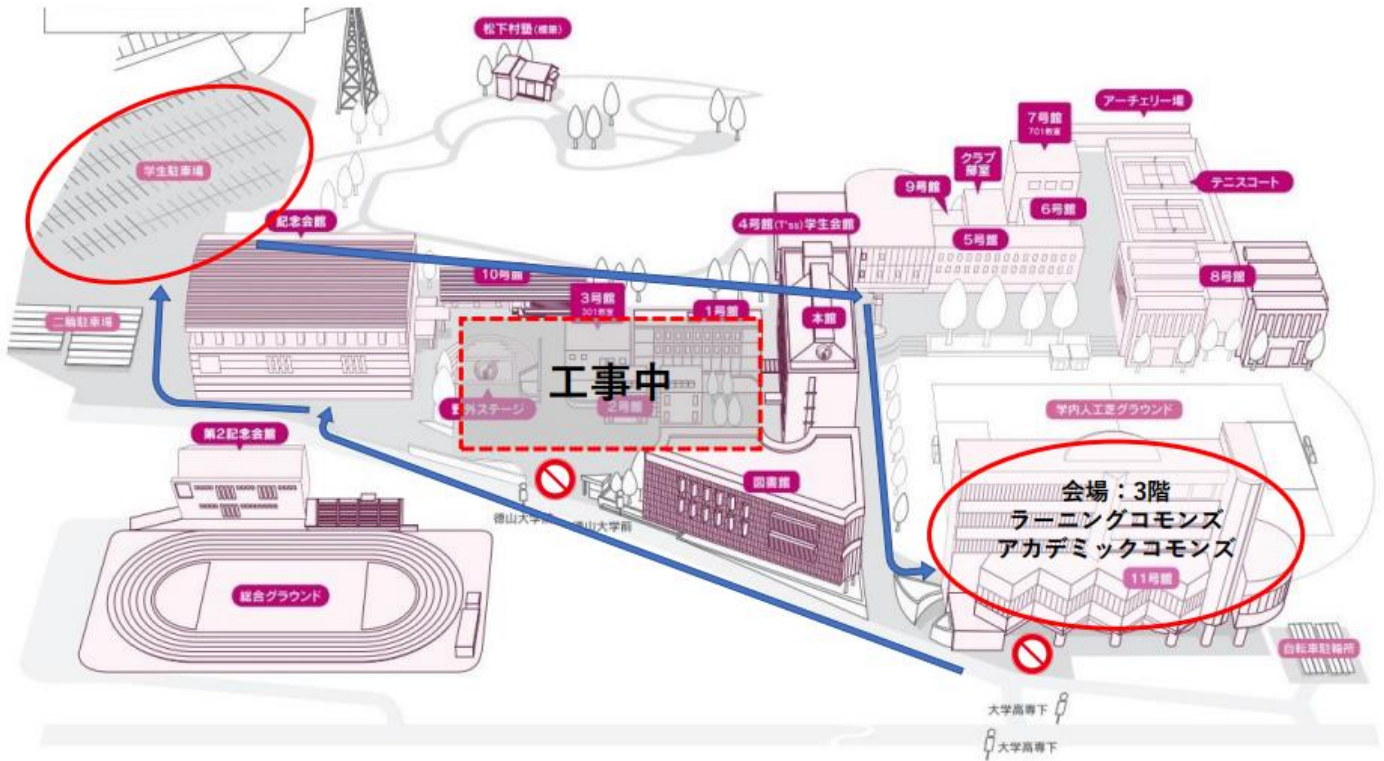 松下村塾(模築)
アーチェリー場
7号館
701教室
学生駐車場
クラブ
部室
テニスコート
9号館
記念会館
4号館(T'ss)学生会館
6号館
5号館
10号館
8号館
3号館
301教室
1号館
二輪駐車場
本館
工事中
野外ステージ
2号館
学内人工芝グラウンド
第2記念会館
図書館
会場：3階
ラーニングコモンズ
アカデミックコモンズ
徳山大学前
徳山大学前
11号館
総合グラウンド
自転車駐輪所
大学高専下
大学高専下